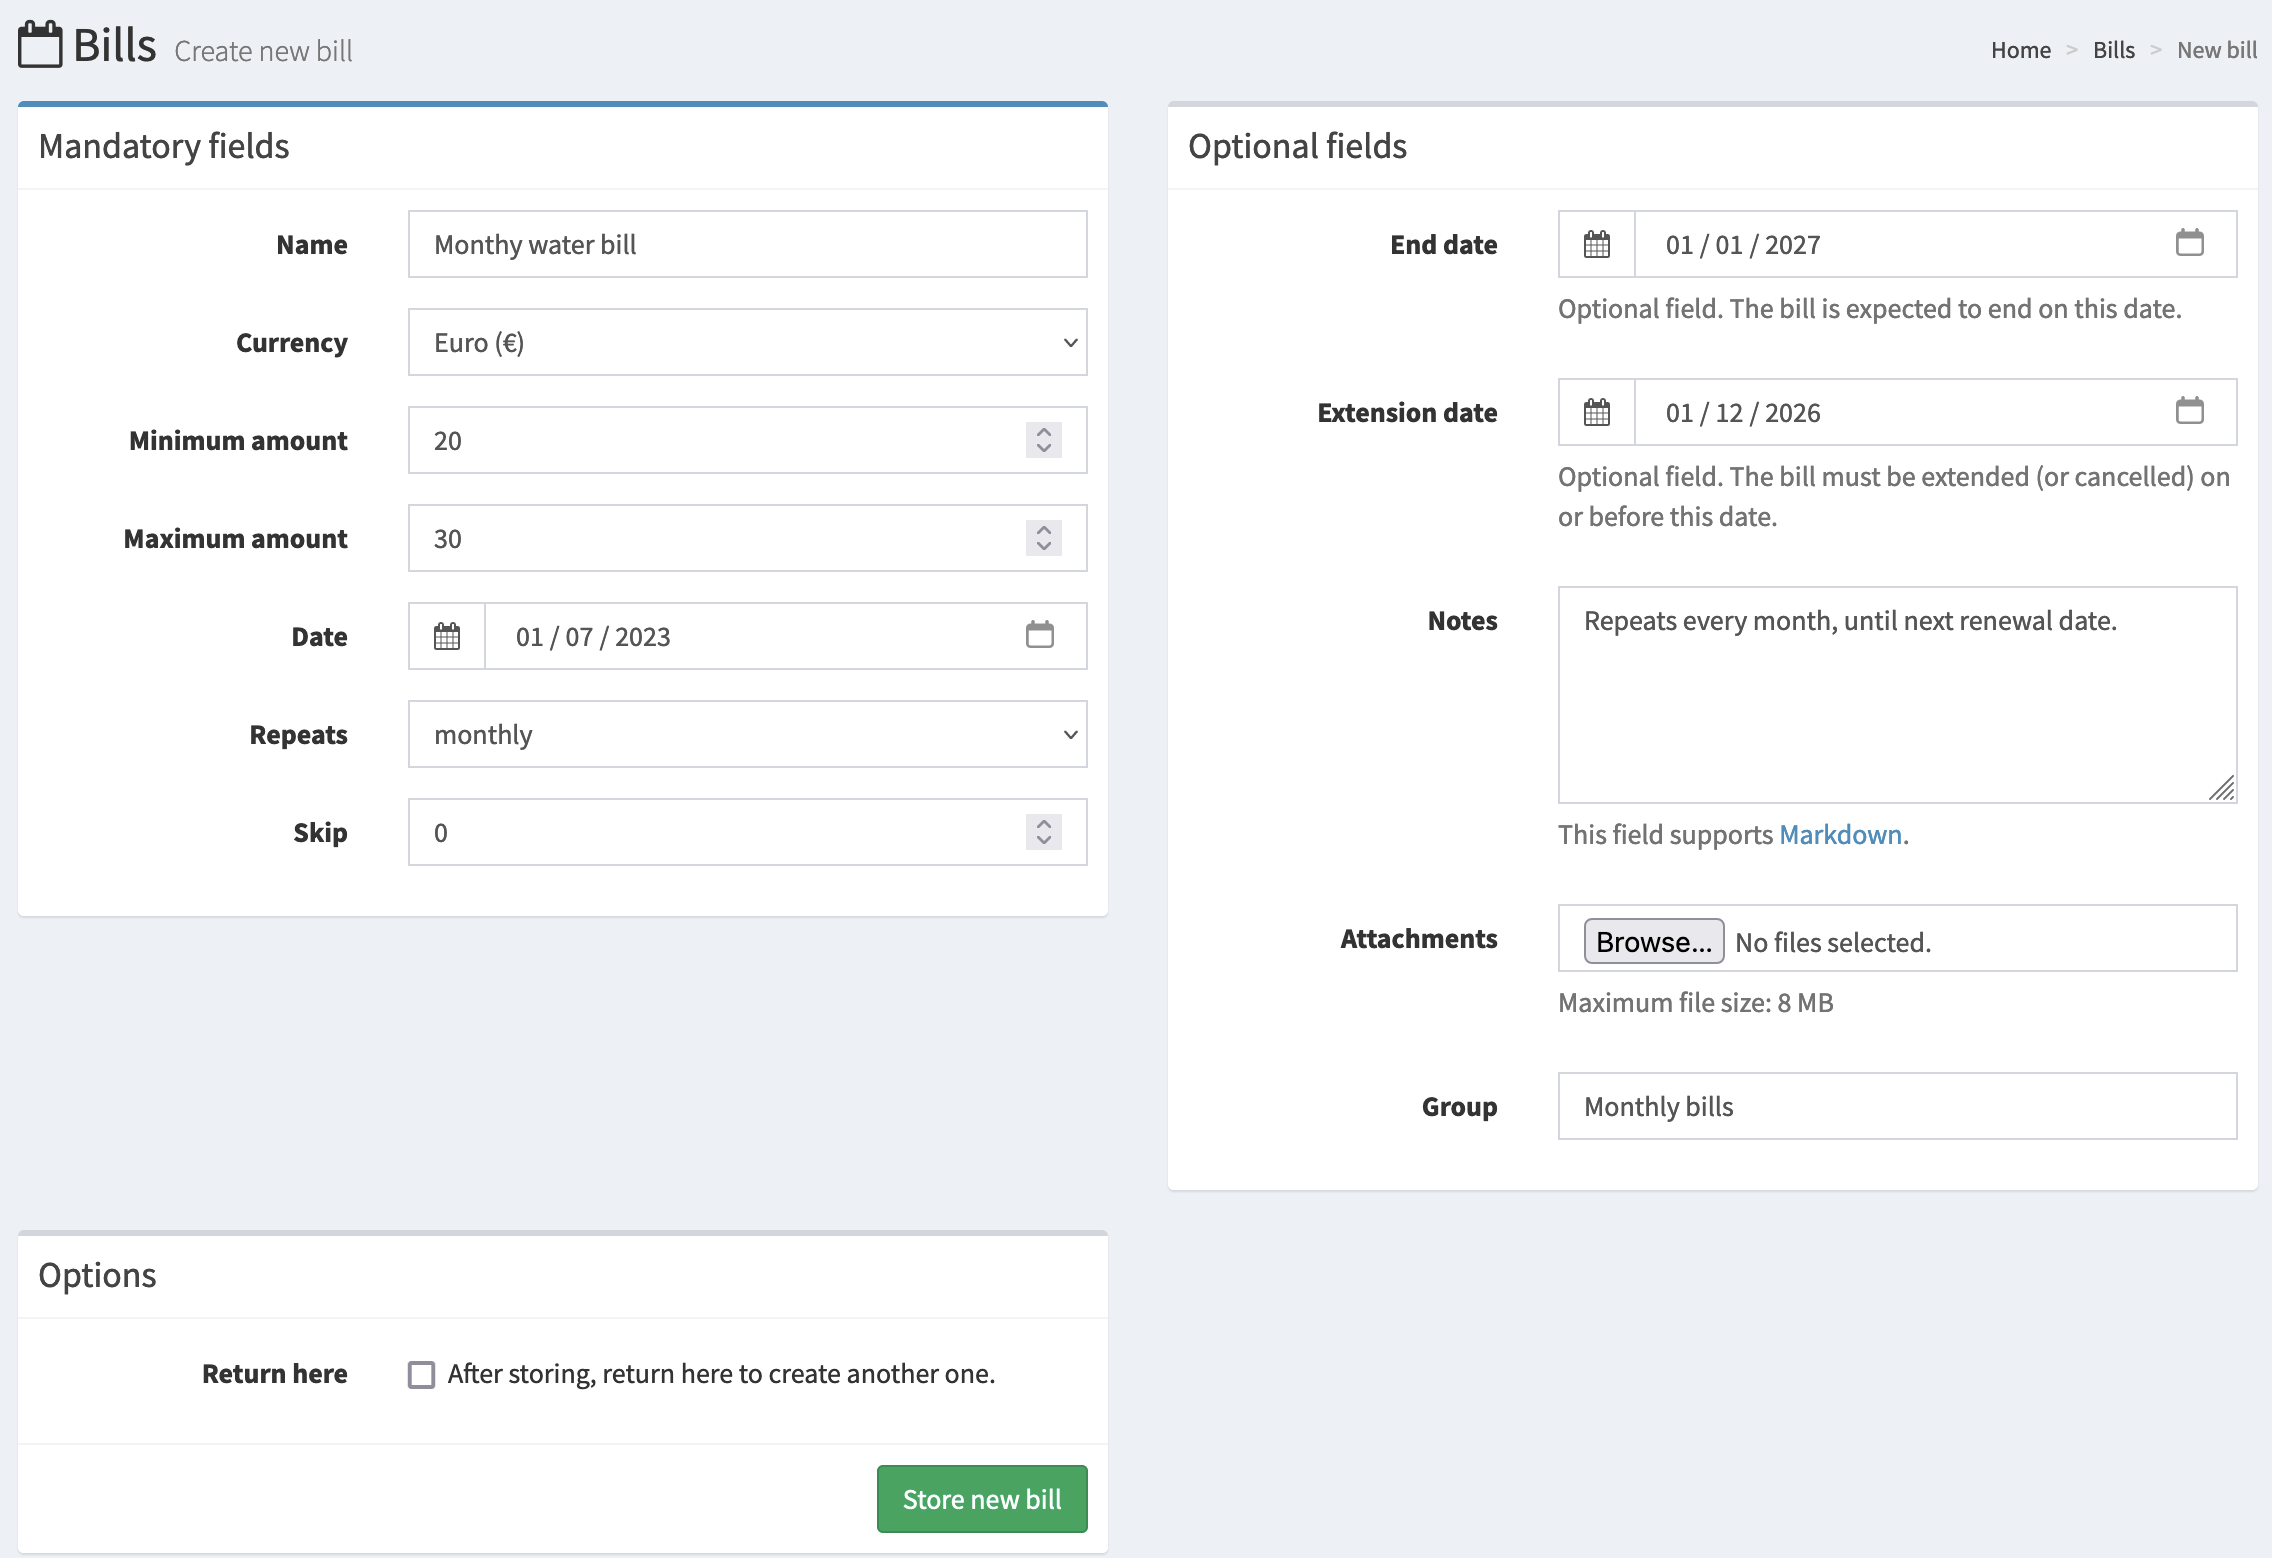 Bills Create new bill
Home > Bills > New bill
Mandatory fields
Name
Monthy water bill
Currency
Euro (€)
Minimum amount
20
Maximum amount
30
Date
01 / 07 / 2023
Repeats
monthly
Skip
0
Optional fields
End date
01 / 01 / 2027
Optional field. The bill is expected to end on this date.
Extension date
01 / 12 / 2026
Optional field. The bill must be extended (or cancelled) on
or before this date.
Notes
Repeats every month, until next renewal date.
This field supports Markdown.
Attachments
Browse... No files selected.
Maximum file size: 8 MB
Group
Monthly bills
Options
Return here
After storing, return here to create another one.
Store new bill